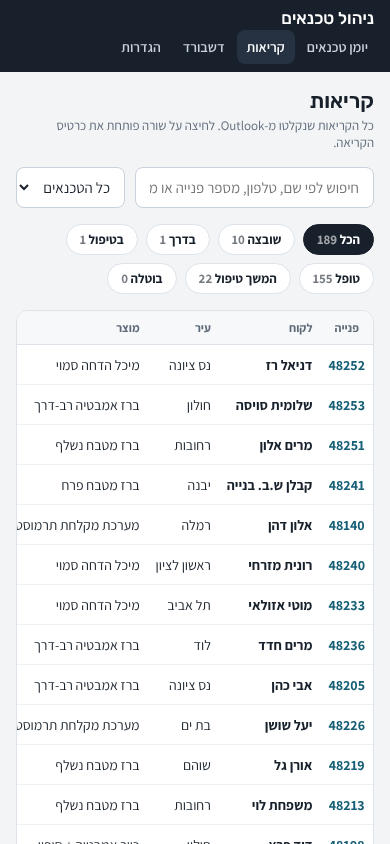 ניהול טכנאים
יומן טכנאים קריאות דשבורד הגדרות
קריאות
כל הקריאות שנקלטו מ-Outlook. לחיצה על שורה פותחת את כרטיס
הקריאה.
חיפוש לפי שם, טלפון, מספר פנייה או מ כל הטכנאים
הכל 189 שובצה 10 בדרך 1 בטיפול 1
טופל 155 המשך טיפול 22 בוטלה 0
פנייה לקוח עיר מוצר
48252 דניאל רז נס ציונה מיכל הדחה סמוי
48253 שלומית סויסה חולון ברז אמבטיה רב-דרך
48251 מרים אלון רחובות ברז מטבח נשלף
48241 קבלן ש.ב. בנייה יבנה ברז מטבח פרח
48140 אלון דהן רמלה מערכת מקלחת תרמוסט
48240 רונית מזרחי ראשון לציון מיכל הדחה סמוי
48233 מוטי אזולאי תל אביב מיכל הדחה סמוי
48236 מרים חדד לוד ברז אמבטיה רב-דרך
48205 אבי כהן נס ציונה ברז אמבטיה רב-דרך
48226 יעל שושן בת ים מערכת מקלחת תרמוסט
48219 אורן גל שוהם ברז מטבח נשלף
48213 משפחת לוי רחובות ברז מטבח נשלף